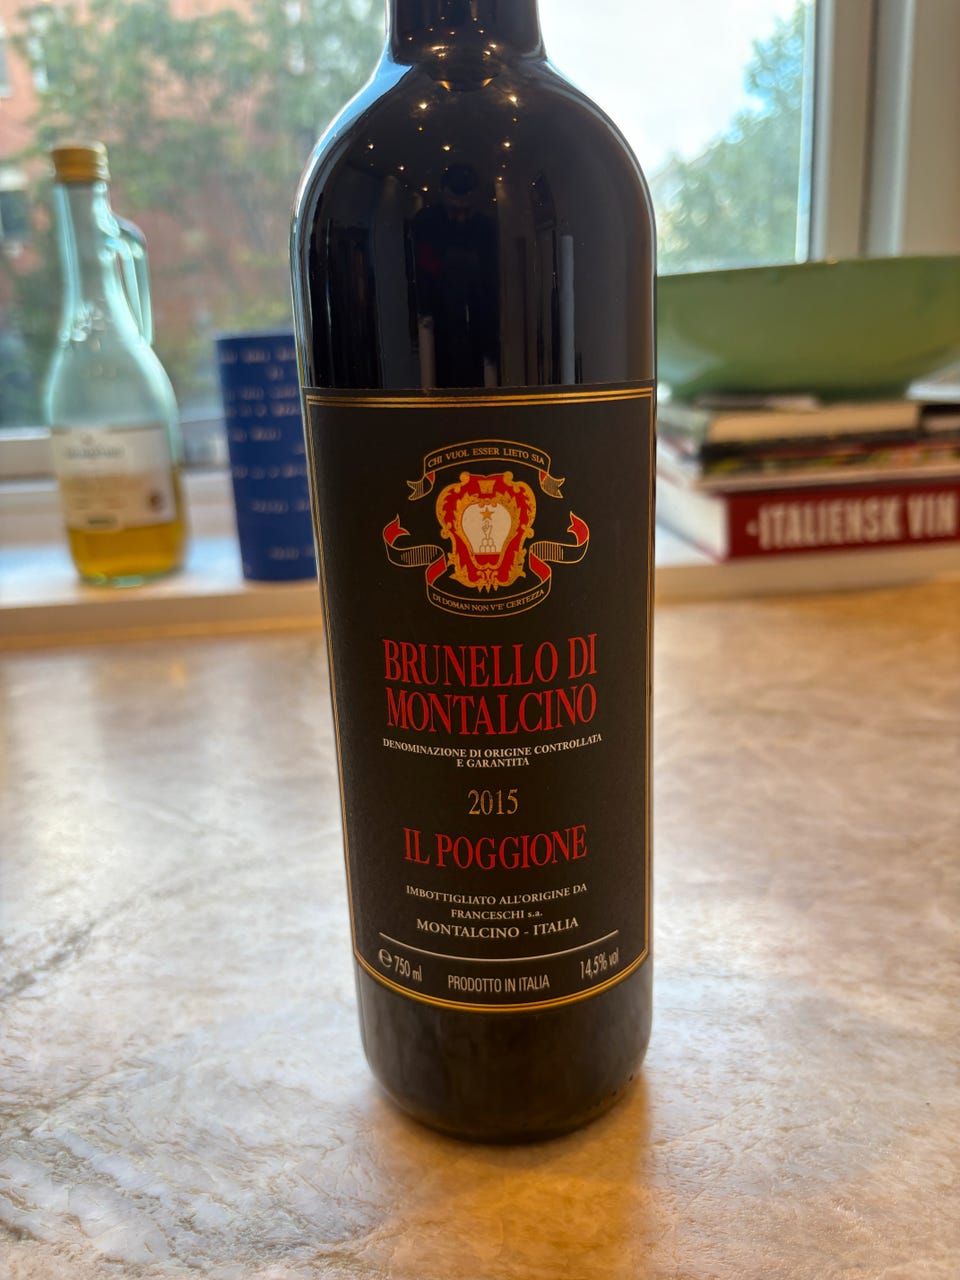 CHI VUOL ESSER LIETO SIA
DI DOMAN NON V'E' CERTEZZA
BRUNELLO DI
MONTALCINO
DENOMINAZIONE DI ORIGINE CONTROLLATA
E GARANTITA
2015
IL POGGIONE
IMBOTTIGLIATO ALL'ORIGINE DA
FRANCESCHI s.a.
MONTALCINO - ITALIA
℮ 750 ml
PRODOTTO IN ITALIA
14,5% vol
ITALIENSK VIN